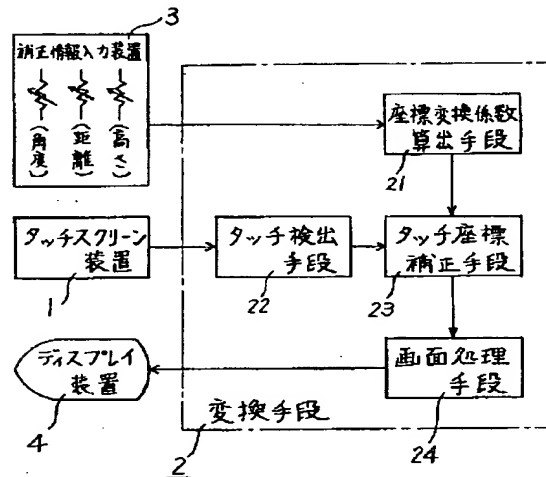 3
補正情報入力装置
(角度)
(距離)
(高さ)
座標変換係数
算出手段
21
タッチスクリーン
装置
1
タッチ検出
手段
22
タッチ座標
補正手段
23
ディスプレイ
装置
4
画面処理
手段
24
変換手段
2